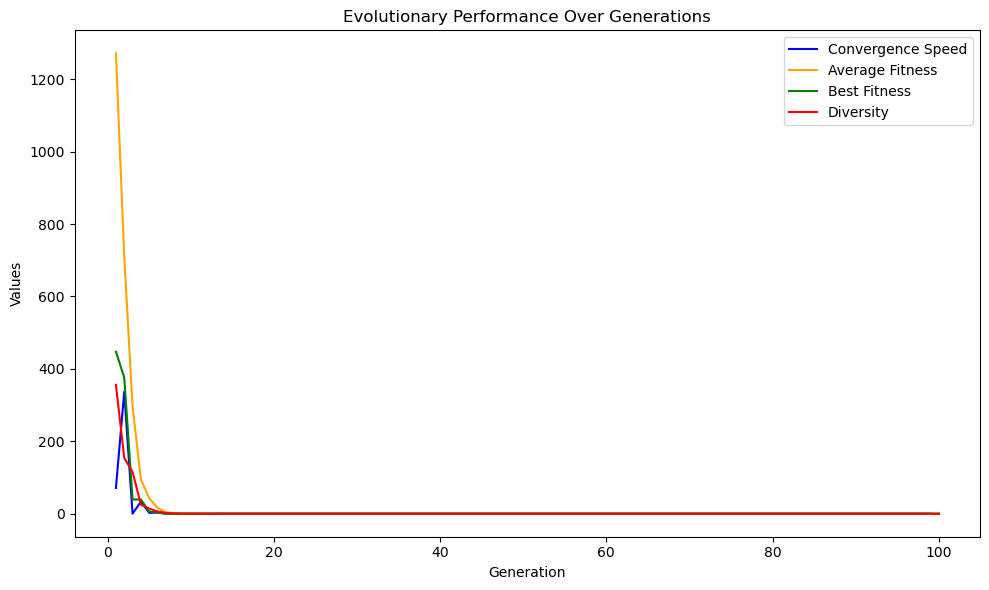 Evolutionary Performance Over Generations
Convergence Speed
Average Fitness
Best Fitness
Diversity
Values
1200
1000
800
600
400
200
0
0 20 40 60 80 100
Generation